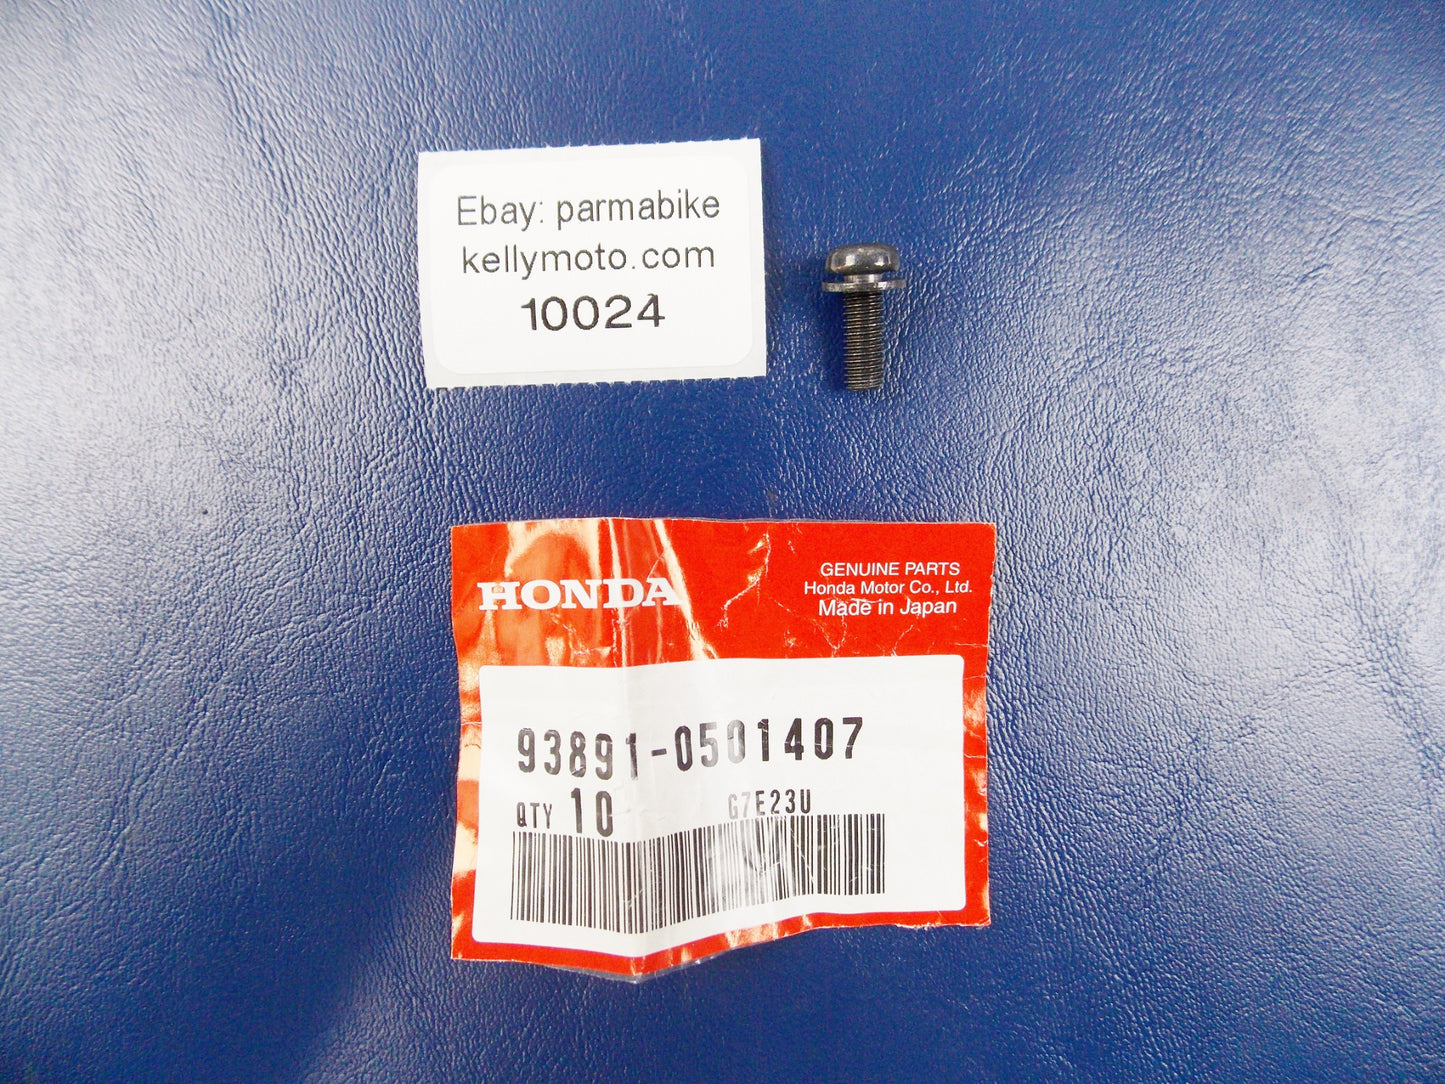 Ebay: parmabike
kellymoto.com
10024
HONDA
GENUINE PARTS
Honda Motor Co., Ltd.
Made in Japan
93891-0501407
QTY 10 G7E23U